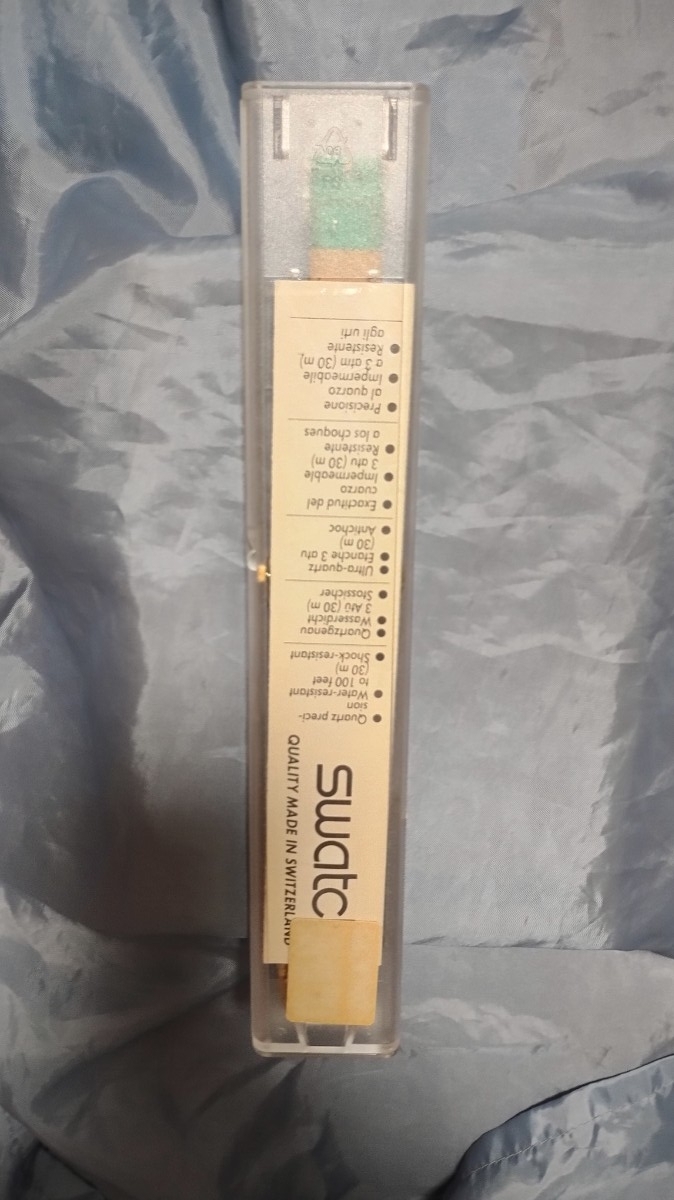 swatc
QUALITY MADE IN SWITZERLAND
● Quartz preci-
sion
● Water-resistant
to 100 feet
(30 m)
● Shock-resistant
● Quartzgenau
● Wasserdicht
3 Atü (30 m)
● Stossicher
● Ultra-quartz
● Etanche 3 atu
(30 m)
● Antichoc
● Exactitud del
cuarzo
● Impermeable
3 atu (30 m)
● Resistente
a los choques
● Precisione
al quarzo
● Impermeabile
a 3 atm (30 m)
● Resistente
agli urti